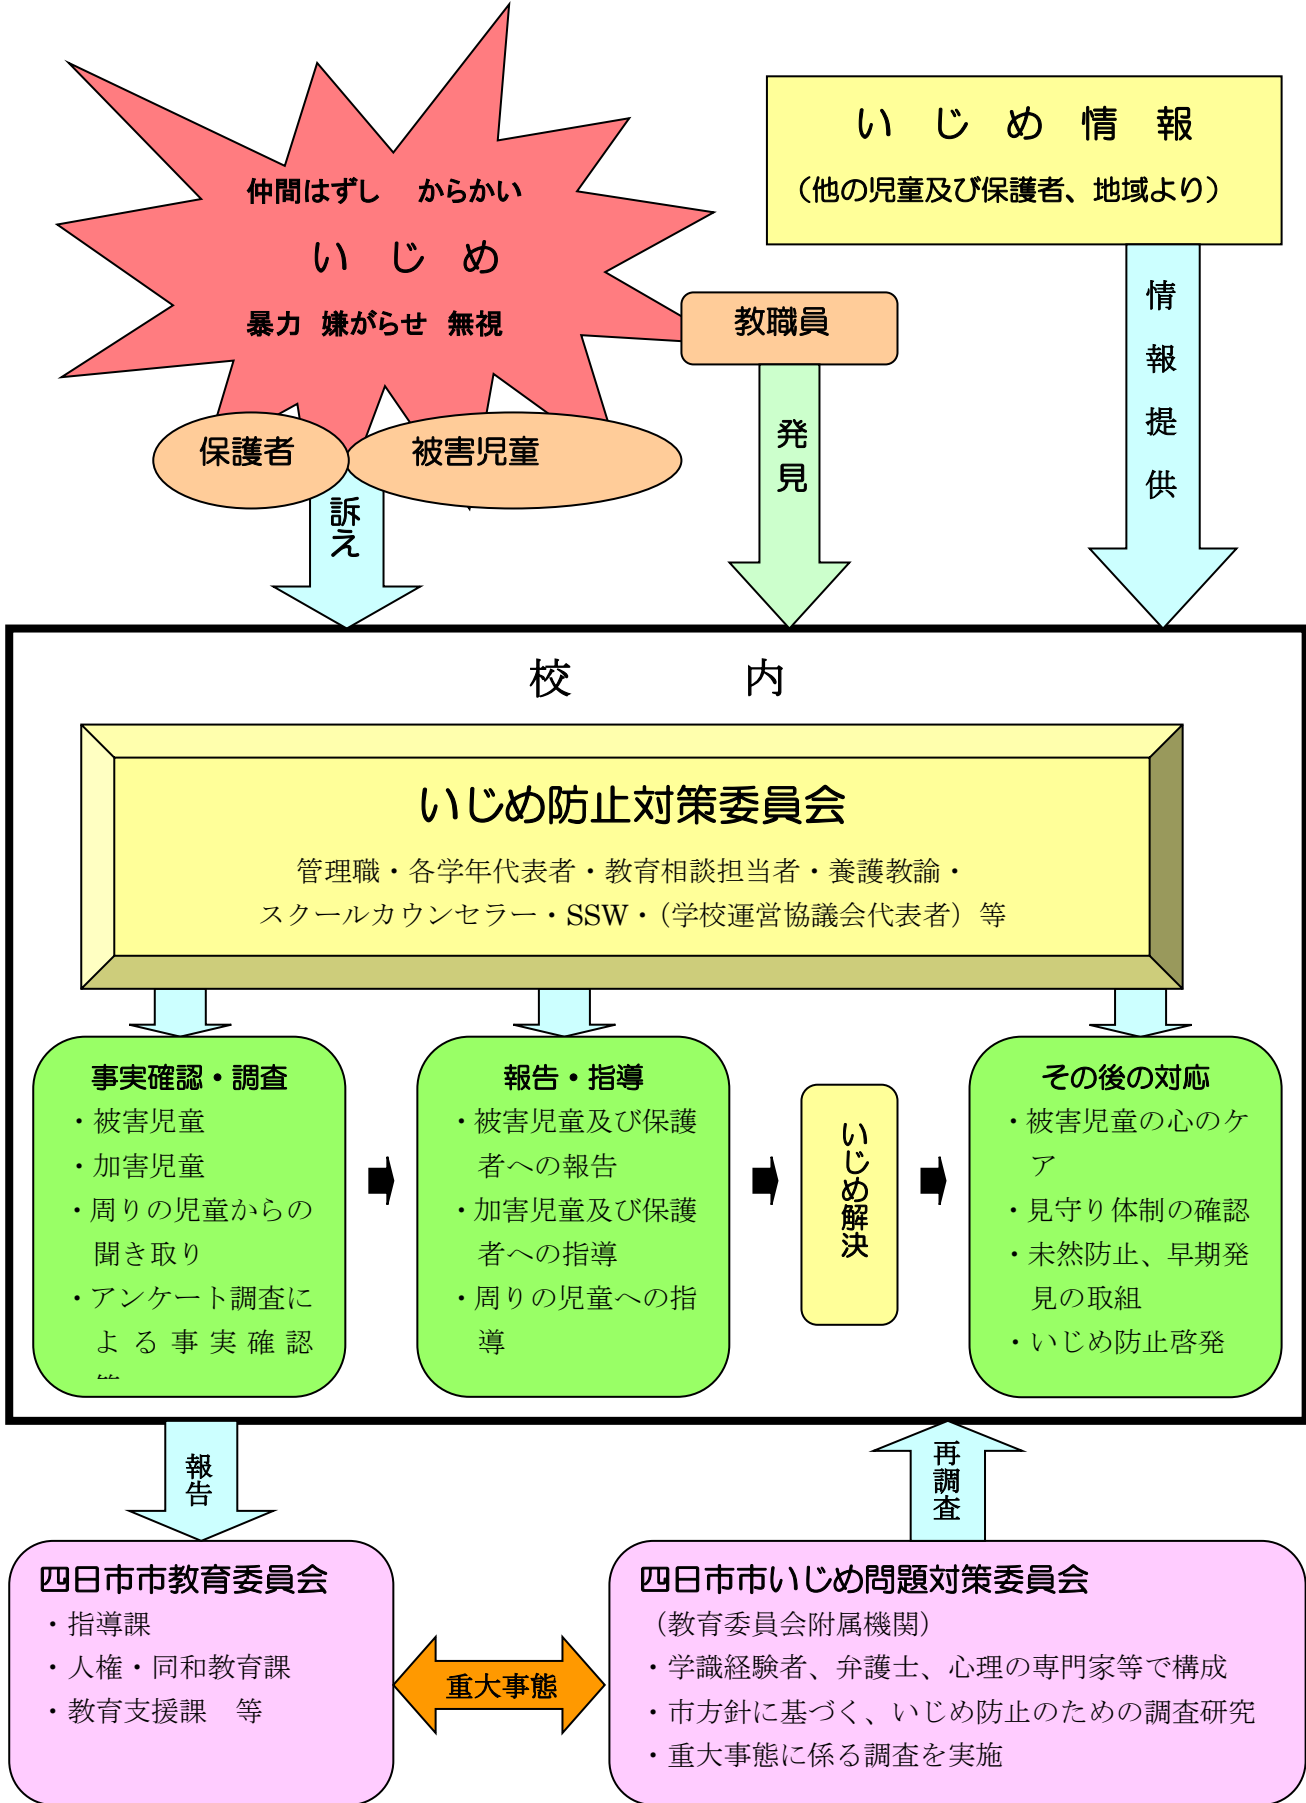 仲間はずし　からかい
い　じ　め
暴力　嫌がらせ　無視
い　じ　め　情　報
（他の児童及び保護者、地域より）
教職員
保護者
被害児童
訴え
発見
情報提供
校　　　　内
いじめ防止対策委員会
管理職・各学年代表者・教育相談担当者・養護教諭・
スクールカウンセラー・SSW・（学校運営協議会代表者）等
事実確認・調査
・被害児童
・加害児童
・周りの児童からの
聞き取り
・アンケート調査に
よる事実確認
報告・指導
・被害児童及び保護
者への報告
・加害児童及び保護
者への指導
・周りの児童への指
導
いじめ解決
その後の対応
・被害児童の心のケ
ア
・見守り体制の確認
・未然防止、早期発
見の取組
・いじめ防止啓発
報告
再調査
四日市市教育委員会
・指導課
・人権・同和教育課
・教育支援課　等
重大事態
四日市市いじめ問題対策委員会
（教育委員会附属機関）
・学識経験者、弁護士、心理の専門家等で構成
・市方針に基づく、いじめ防止のための調査研究
・重大事態に係る調査を実施